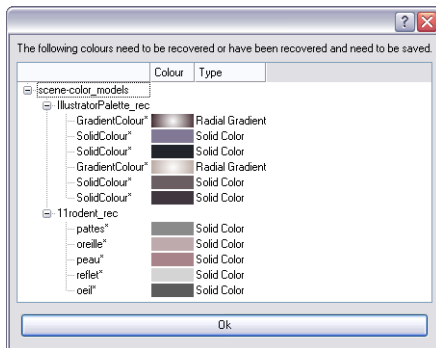 The following colours need to be recovered or have been recovered and need to be saved.
Colour Type
scene-color_models
IllustratorPalette_rec
GradientColour* Radial Gradient
SolidColour* Solid Color
SolidColour* Solid Color
GradientColour* Radial Gradient
SolidColour* Solid Color
SolidColour* Solid Color
11rodent_rec
pattes* Solid Color
oreille* Solid Color
peau* Solid Color
reflet* Solid Color
oeil* Solid Color
Ok